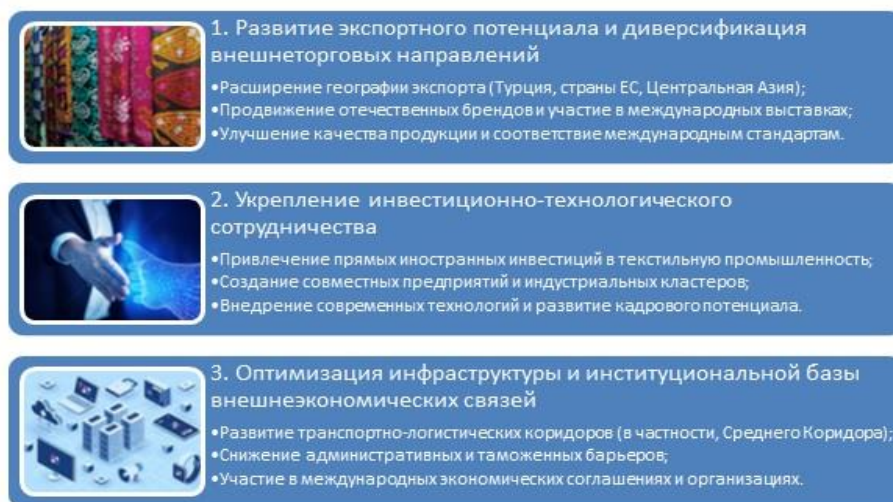 1. Развитие экспортного потенциала и диверсификация
внешнеторговых направлений
•Расширение географии экспорта (Турция, страны ЕС, Центральная Азия);
•Продвижение отечественных брендов и участие в международных выставках;
•Улучшение качества продукции и соответствие международным стандартам.
2. Укрепление инвестиционно-технологического
сотрудничества
•Привлечение прямых иностранных инвестиций в текстильную промышленность;
•Создание совместных предприятий и индустриальных кластеров;
•Внедрение современных технологий и развитие кадрового потенциала.
3. Оптимизация инфраструктуры и институциональной базы
внешнеэкономических связей
•Развитие транспортно-логистических коридоров (в частности, Среднего Коридора);
•Снижение административных и таможенных барьеров;
•Участие в международных экономических соглашениях и организациях.